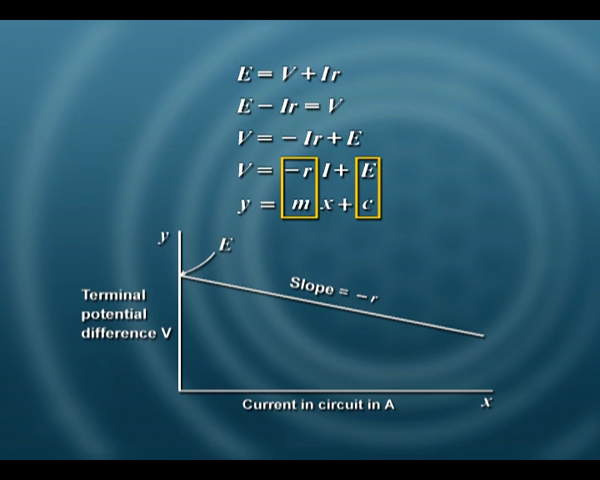 E = V + Ir
E − Ir = V
V = − Ir + E
V = −r I + E
y = m x + c
y
E
Slope = −r
Terminal
potential
difference V
Current in circuit in A
x